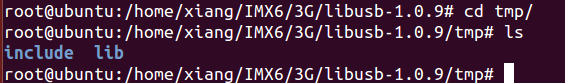 root@ubuntu:/home/xiang/IMX6/3G/libusb-1.0.9# cd tmp/
root@ubuntu:/home/xiang/IMX6/3G/libusb-1.0.9/tmp# ls
include  lib
root@ubuntu:/home/xiang/IMX6/3G/libusb-1.0.9/tmp#